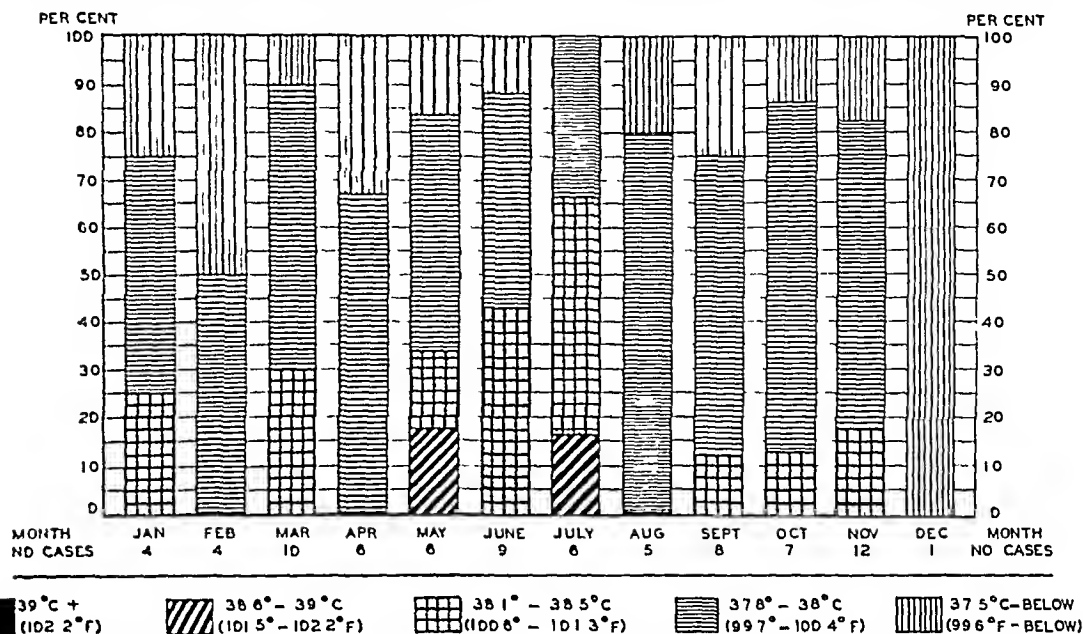 PER CENT PER CENT
100 100
90 90
80 80
70 70
60 60
50 50
40 40
30 30
20 20
10 10
0 0
MONTH JAN FEB MAR APR MAY JUNE JULY AUG SEPT OCT NOV DEC MONTH
NO CASES 4 4 10 6 6 9 6 5 8 7 12 1 NO CASES
39°C + 38 6° - 39°C 38 1° - 38 5°C 37 8° - 38°C 37 5°C-BELOW
(102 2°F) (101 5° - 102 2°F) (100 6° - 101 3°F) (99 7° - 100 4°F) (99 6°F - BELOW)